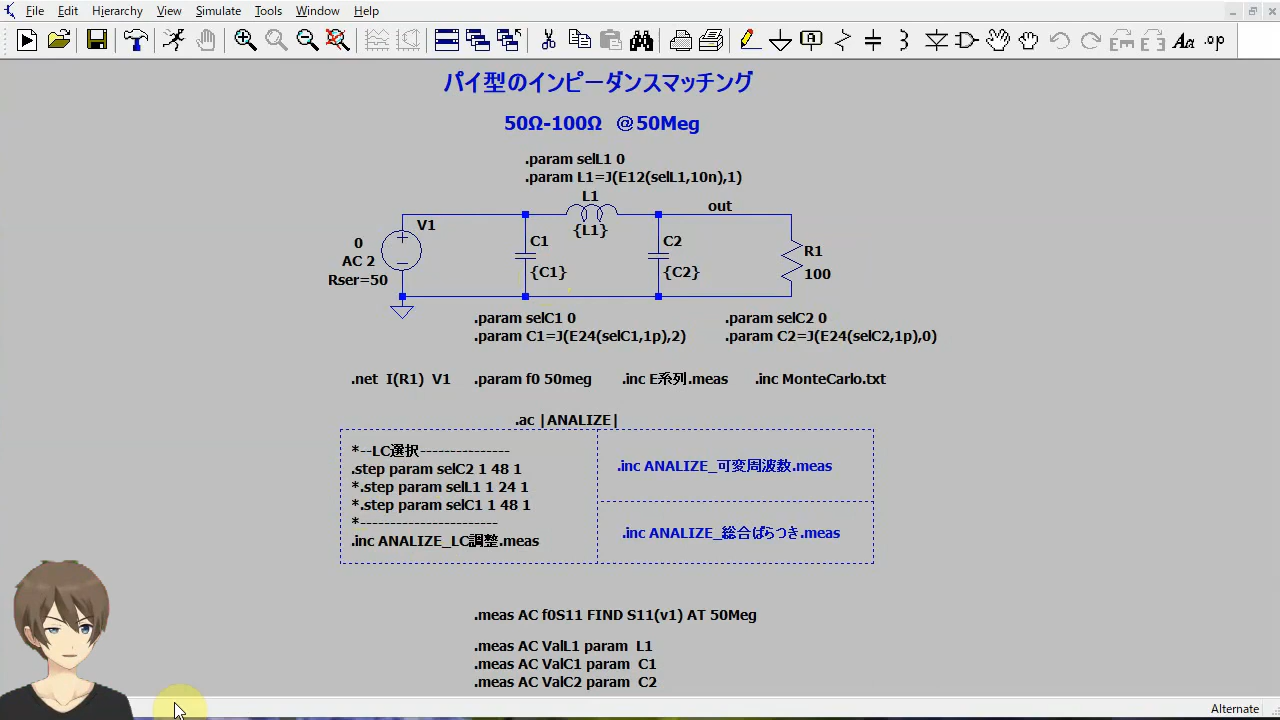 File Edit Hierarchy View Simulate Tools Window Help
パイ型のインピーダンスマッチング
50Ω-100Ω @50Meg
.param selL1 0
.param L1=J(E12(selL1,10n),1)
L1
out
V1
{L1}
0
C1
C2
R1
AC 2
{C1}
{C2}
100
Rser=50
.param selC1 0
.param selC2 0
.param C1=J(E24(selC1,1p),2)
.param C2=J(E24(selC2,1p),0)
.net I(R1) V1
.param f0 50meg
.inc E系列.meas
.inc MonteCarlo.txt
.ac |ANALIZE|
*--LC選択---------------
.step param selC2 1 48 1
*.step param selL1 1 24 1
*.step param selC1 1 48 1
*-----------------------
.inc ANALIZE_LC調整.meas
.inc ANALIZE_可変周波数.meas
.inc ANALIZE_総合ばらつき.meas
.meas AC f0S11 FIND S11(v1) AT 50Meg
.meas AC ValL1 param L1
.meas AC ValC1 param C1
.meas AC ValC2 param C2
Alternate